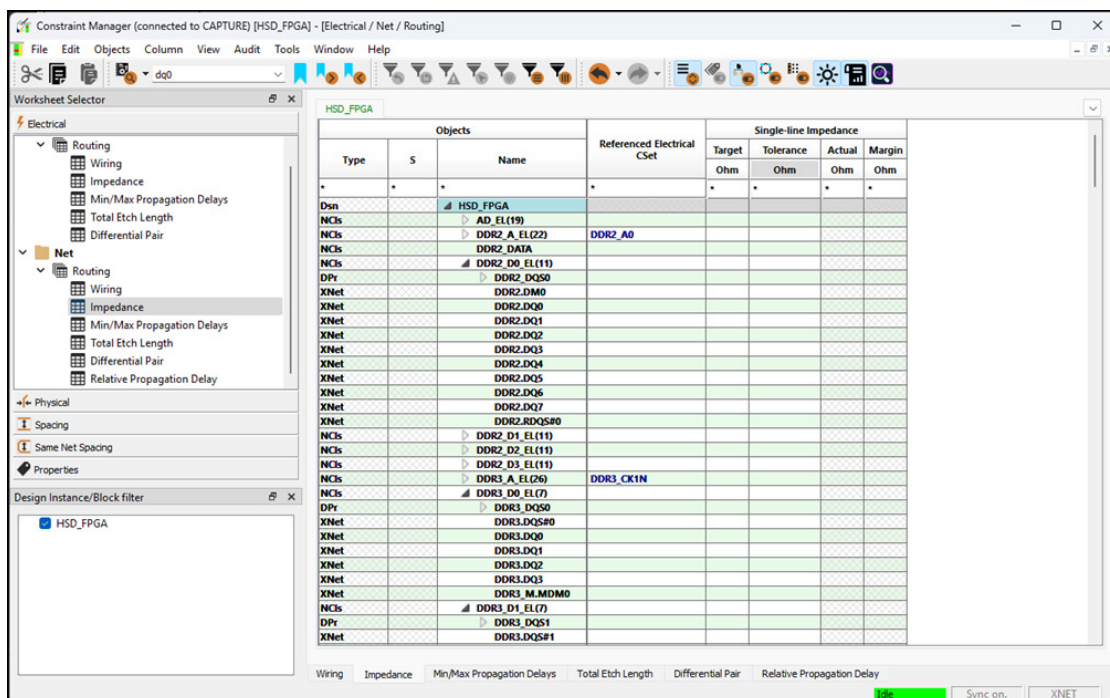 Constraint Manager (connected to CAPTURE) [HSD_FPGA] - [Electrical / Net / Routing]
File Edit Objects Column View Audit Tools Window Help
dq0
Worksheet Selector
Electrical
Routing
Wiring
Impedance
Min/Max Propagation Delays
Total Etch Length
Differential Pair
Net
Routing
Wiring
Impedance
Min/Max Propagation Delays
Total Etch Length
Differential Pair
Relative Propagation Delay
Physical
Spacing
Same Net Spacing
Properties
Design Instance/Block filter
HSD_FPGA
HSD_FPGA
Objects Referenced Electrical CSet Single-line Impedance
Type S Name Target Tolerance Actual Margin
Ohm Ohm Ohm Ohm
* * * * * * * *
Dsn HSD_FPGA
NCls AD_EL(19)
NCls DDR2_A_EL(22) DDR2_A0
NCls DDR2_DATA
NCls DDR2_D0_EL(11)
DPr DDR2_DQS0
XNet DDR2.DM0
XNet DDR2.DQ0
XNet DDR2.DQ1
XNet DDR2.DQ2
XNet DDR2.DQ3
XNet DDR2.DQ4
XNet DDR2.DQ5
XNet DDR2.DQ6
XNet DDR2.DQ7
XNet DDR2.RDQS#0
NCls DDR2_D1_EL(11)
NCls DDR2_D2_EL(11)
NCls DDR2_D3_EL(11)
NCls DDR3_A_EL(26) DDR3_CK1N
NCls DDR3_D0_EL(7)
DPr DDR3_DQS0
XNet DDR3.DQS#0
XNet DDR3.DQ0
XNet DDR3.DQ1
XNet DDR3.DQ2
XNet DDR3.DQ3
XNet DDR3_M.MDM0
NCls DDR3_D1_EL(7)
DPr DDR3_DQS1
XNet DDR3.DQS#1
Wiring Impedance Min/Max Propagation Delays Total Etch Length Differential Pair Relative Propagation Delay
Idle Sync on. XNET